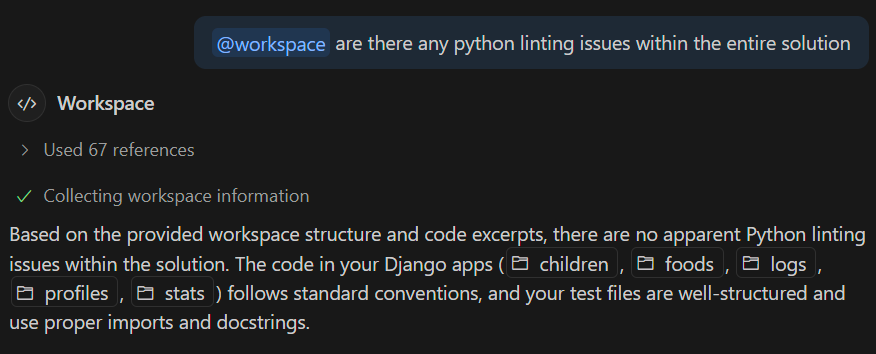 @workspace are there any python linting issues within the entire solution
Workspace
Used 67 references
Collecting workspace information
Based on the provided workspace structure and code excerpts, there are no apparent Python linting
issues within the solution. The code in your Django apps ( children , foods , logs ,
profiles , stats ) follows standard conventions, and your test files are well-structured and
use proper imports and docstrings.